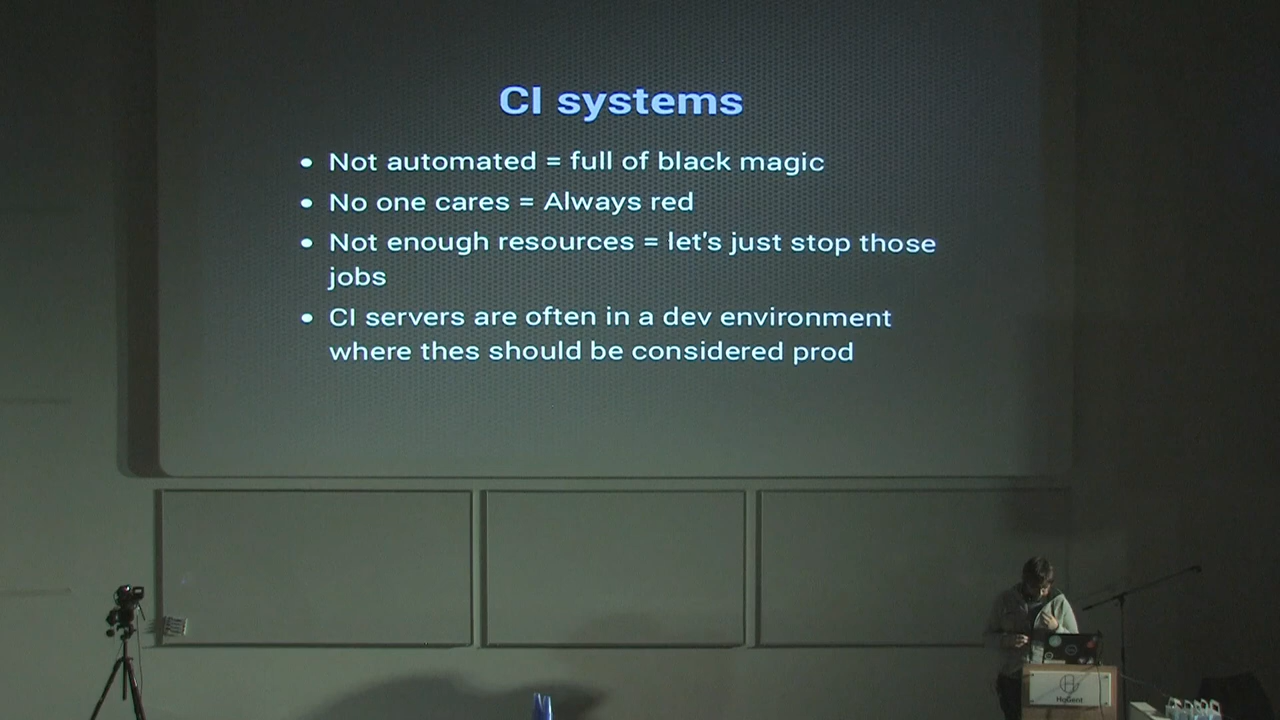 CI systems
• Not automated = full of black magic
• No one cares = Always red
• Not enough resources = let's just stop those
jobs
• CI servers are often in a dev environment
where thes should be considered prod
HoGent